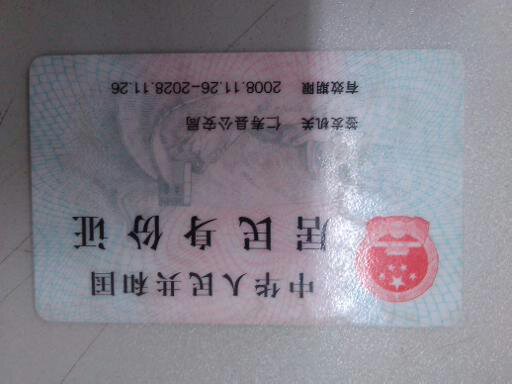 中华人民共和国
居民身份证
签发机关 仁寿县公安局
有效期限 2008.11.26-2028.11.26